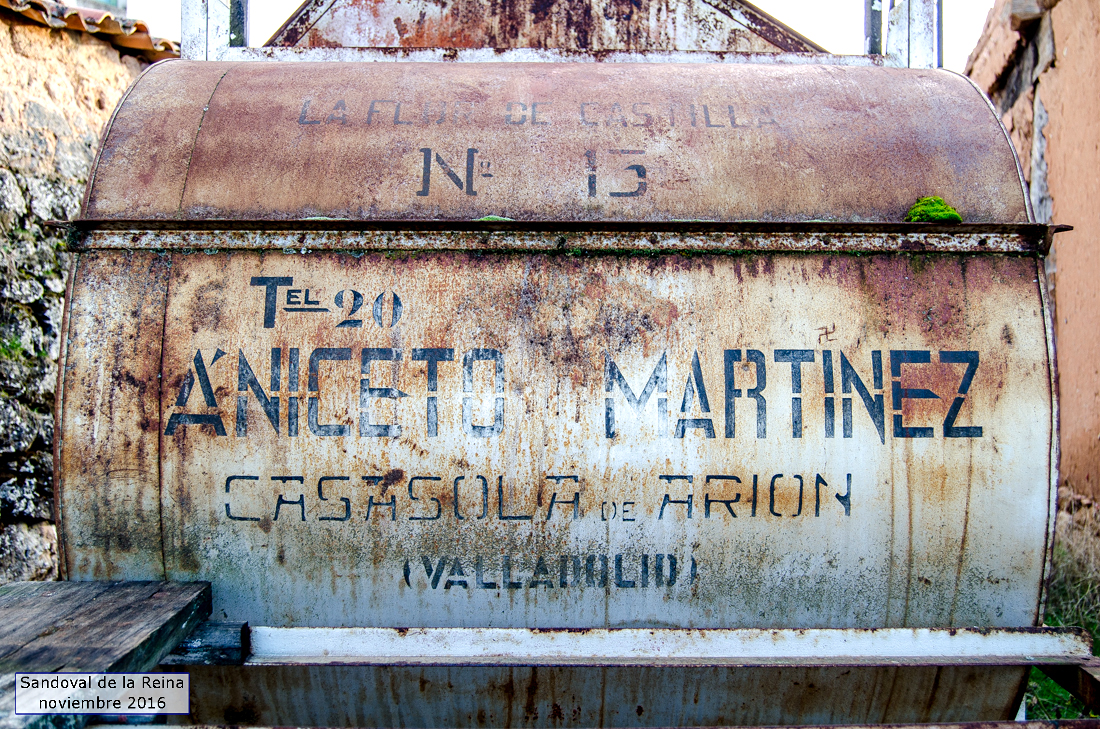 LA FLOR DE CASTILLA
Nº 13
TEL 20
ANICETO MARTINEZ
CASASOLA DE ARION
(VALLADOLID)
Sandoval de la Reina
noviembre 2016